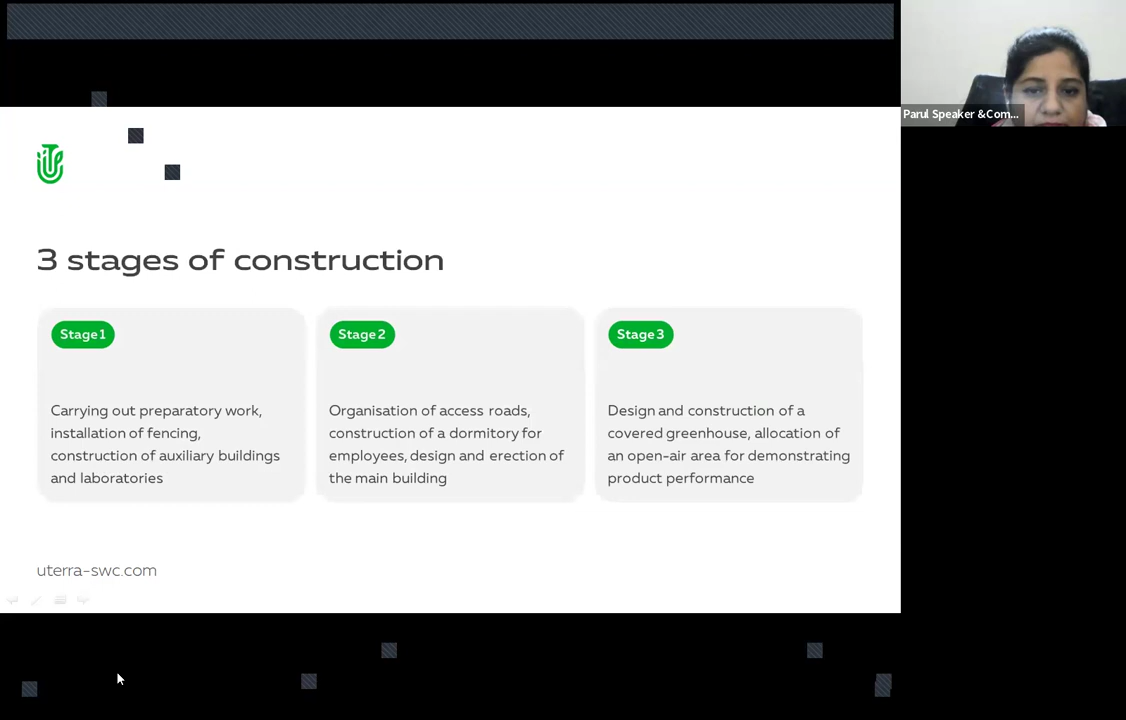 Parul Speaker &Com...
3 stages of construction
Stage 1
Carrying out preparatory work,
installation of fencing,
construction of auxiliary buildings
and laboratories
Stage 2
Organisation of access roads,
construction of a dormitory for
employees, design and erection of
the main building
Stage 3
Design and construction of a
covered greenhouse, allocation of
an open-air area for demonstrating
product performance
uterra-swc.com